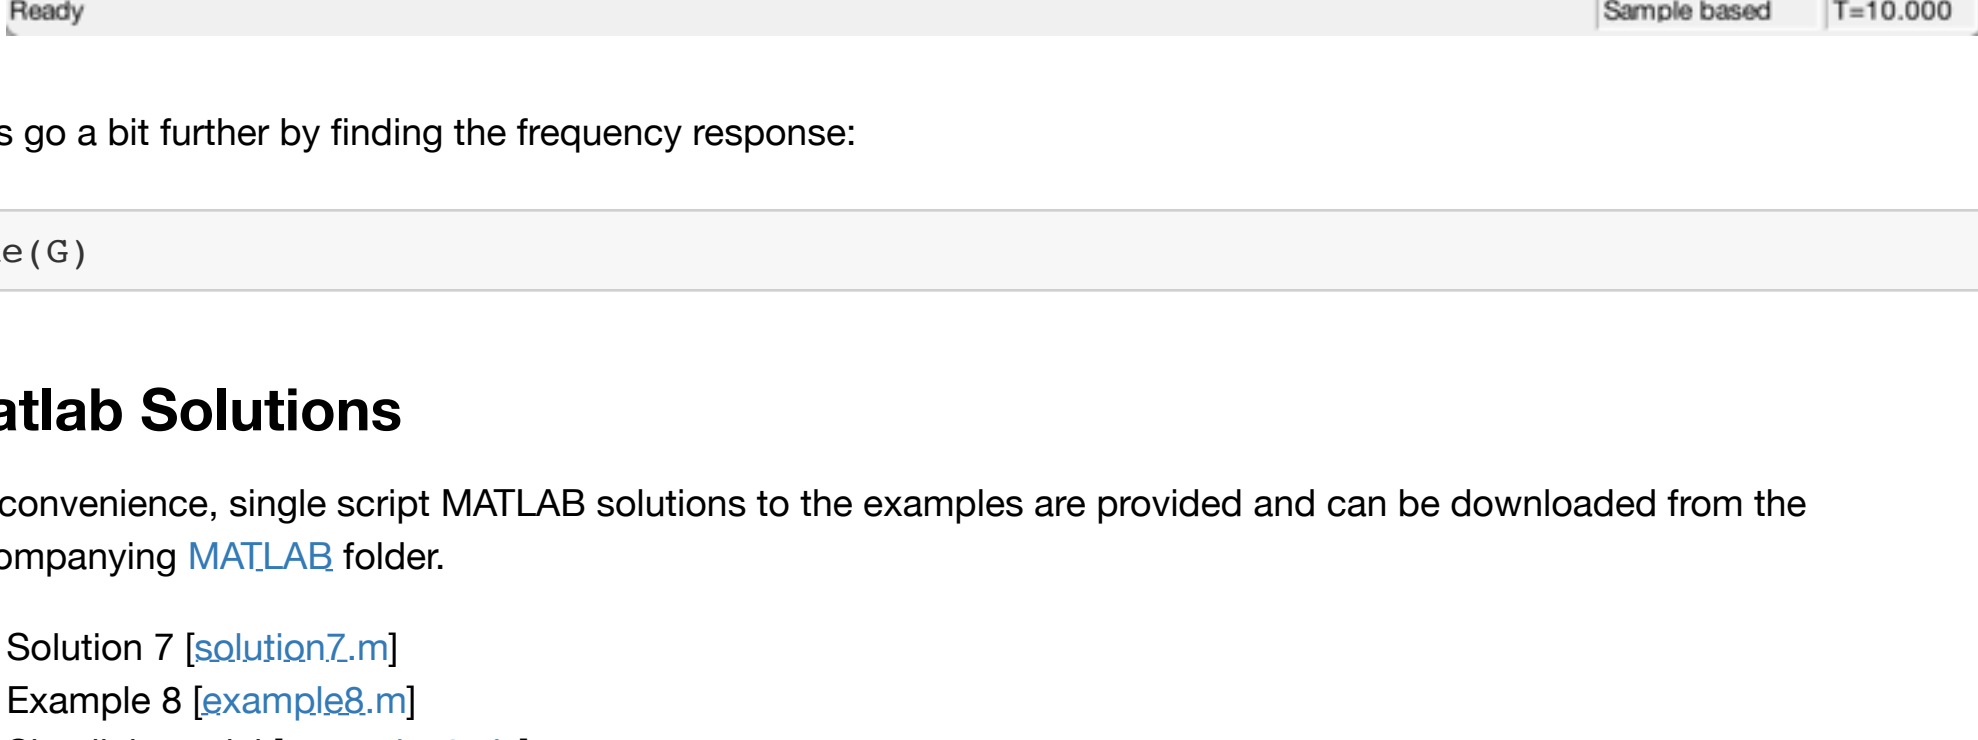 Ready Sample based T=10.000
s go a bit further by finding the frequency response:
e(G)
atlab Solutions
convenience, single script MATLAB solutions to the examples are provided and can be downloaded from the
ompanying MATLAB folder.
Solution 7 [solution7.m]
Example 8 [example8.m]